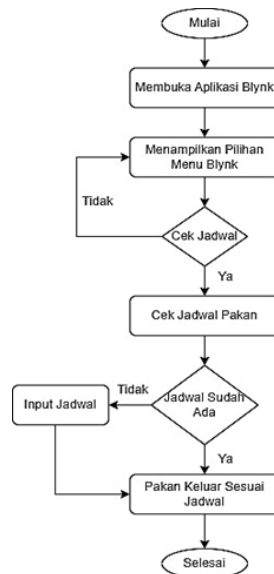 Mulai
Membuka Aplikasi Blynk
Menampilkan Pilihan
Menu Blynk
Tidak
Cek Jadwal
Ya
Cek Jadwal Pakan
Tidak
Input Jadwal
Jadwal Sudah
Ada
Ya
Pakan Keluar Sesuai
Jadwal
Selesai